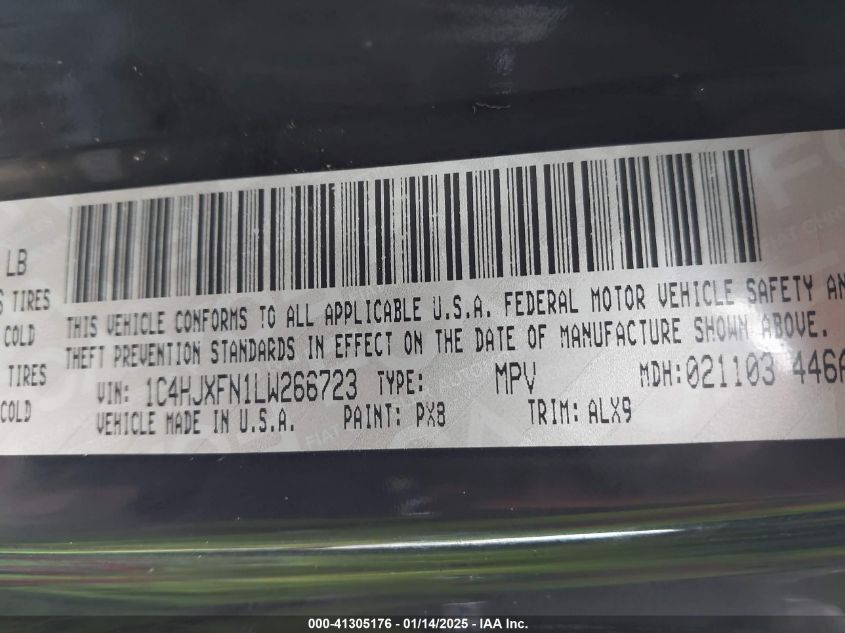 LB
TIRES
COLD
TIRES
COLD
THIS VEHICLE CONFORMS TO ALL APPLICABLE U.S.A. FEDERAL MOTOR VEHICLE SAFETY AN
THEFT PREVENTION STANDARDS IN EFFECT ON THE DATE OF MANUFACTURE SHOWN ABOVE.
VIN: 1C4HJXFN1LW266723 TYPE: MPV MDH:021103 446A
VEHICLE MADE IN U.S.A. PAINT: PX8 TRIM: ALX9
000-41305176 - 01/14/2025 - IAA Inc.